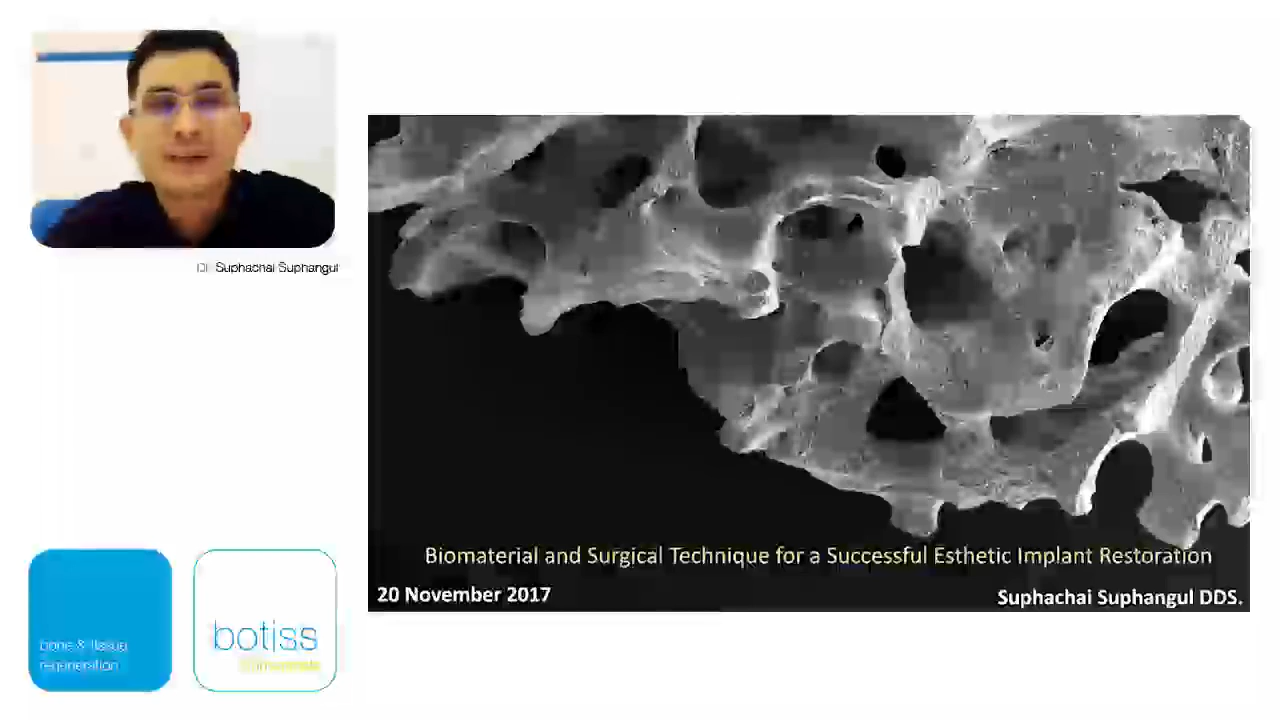 Dr. Suphachai Suphangul
Biomaterial and Surgical Technique for a Successful Esthetic Implant Restoration
20 November 2017
Suphachai Suphangul DDS.
bone & tissue
regeneration
botiss